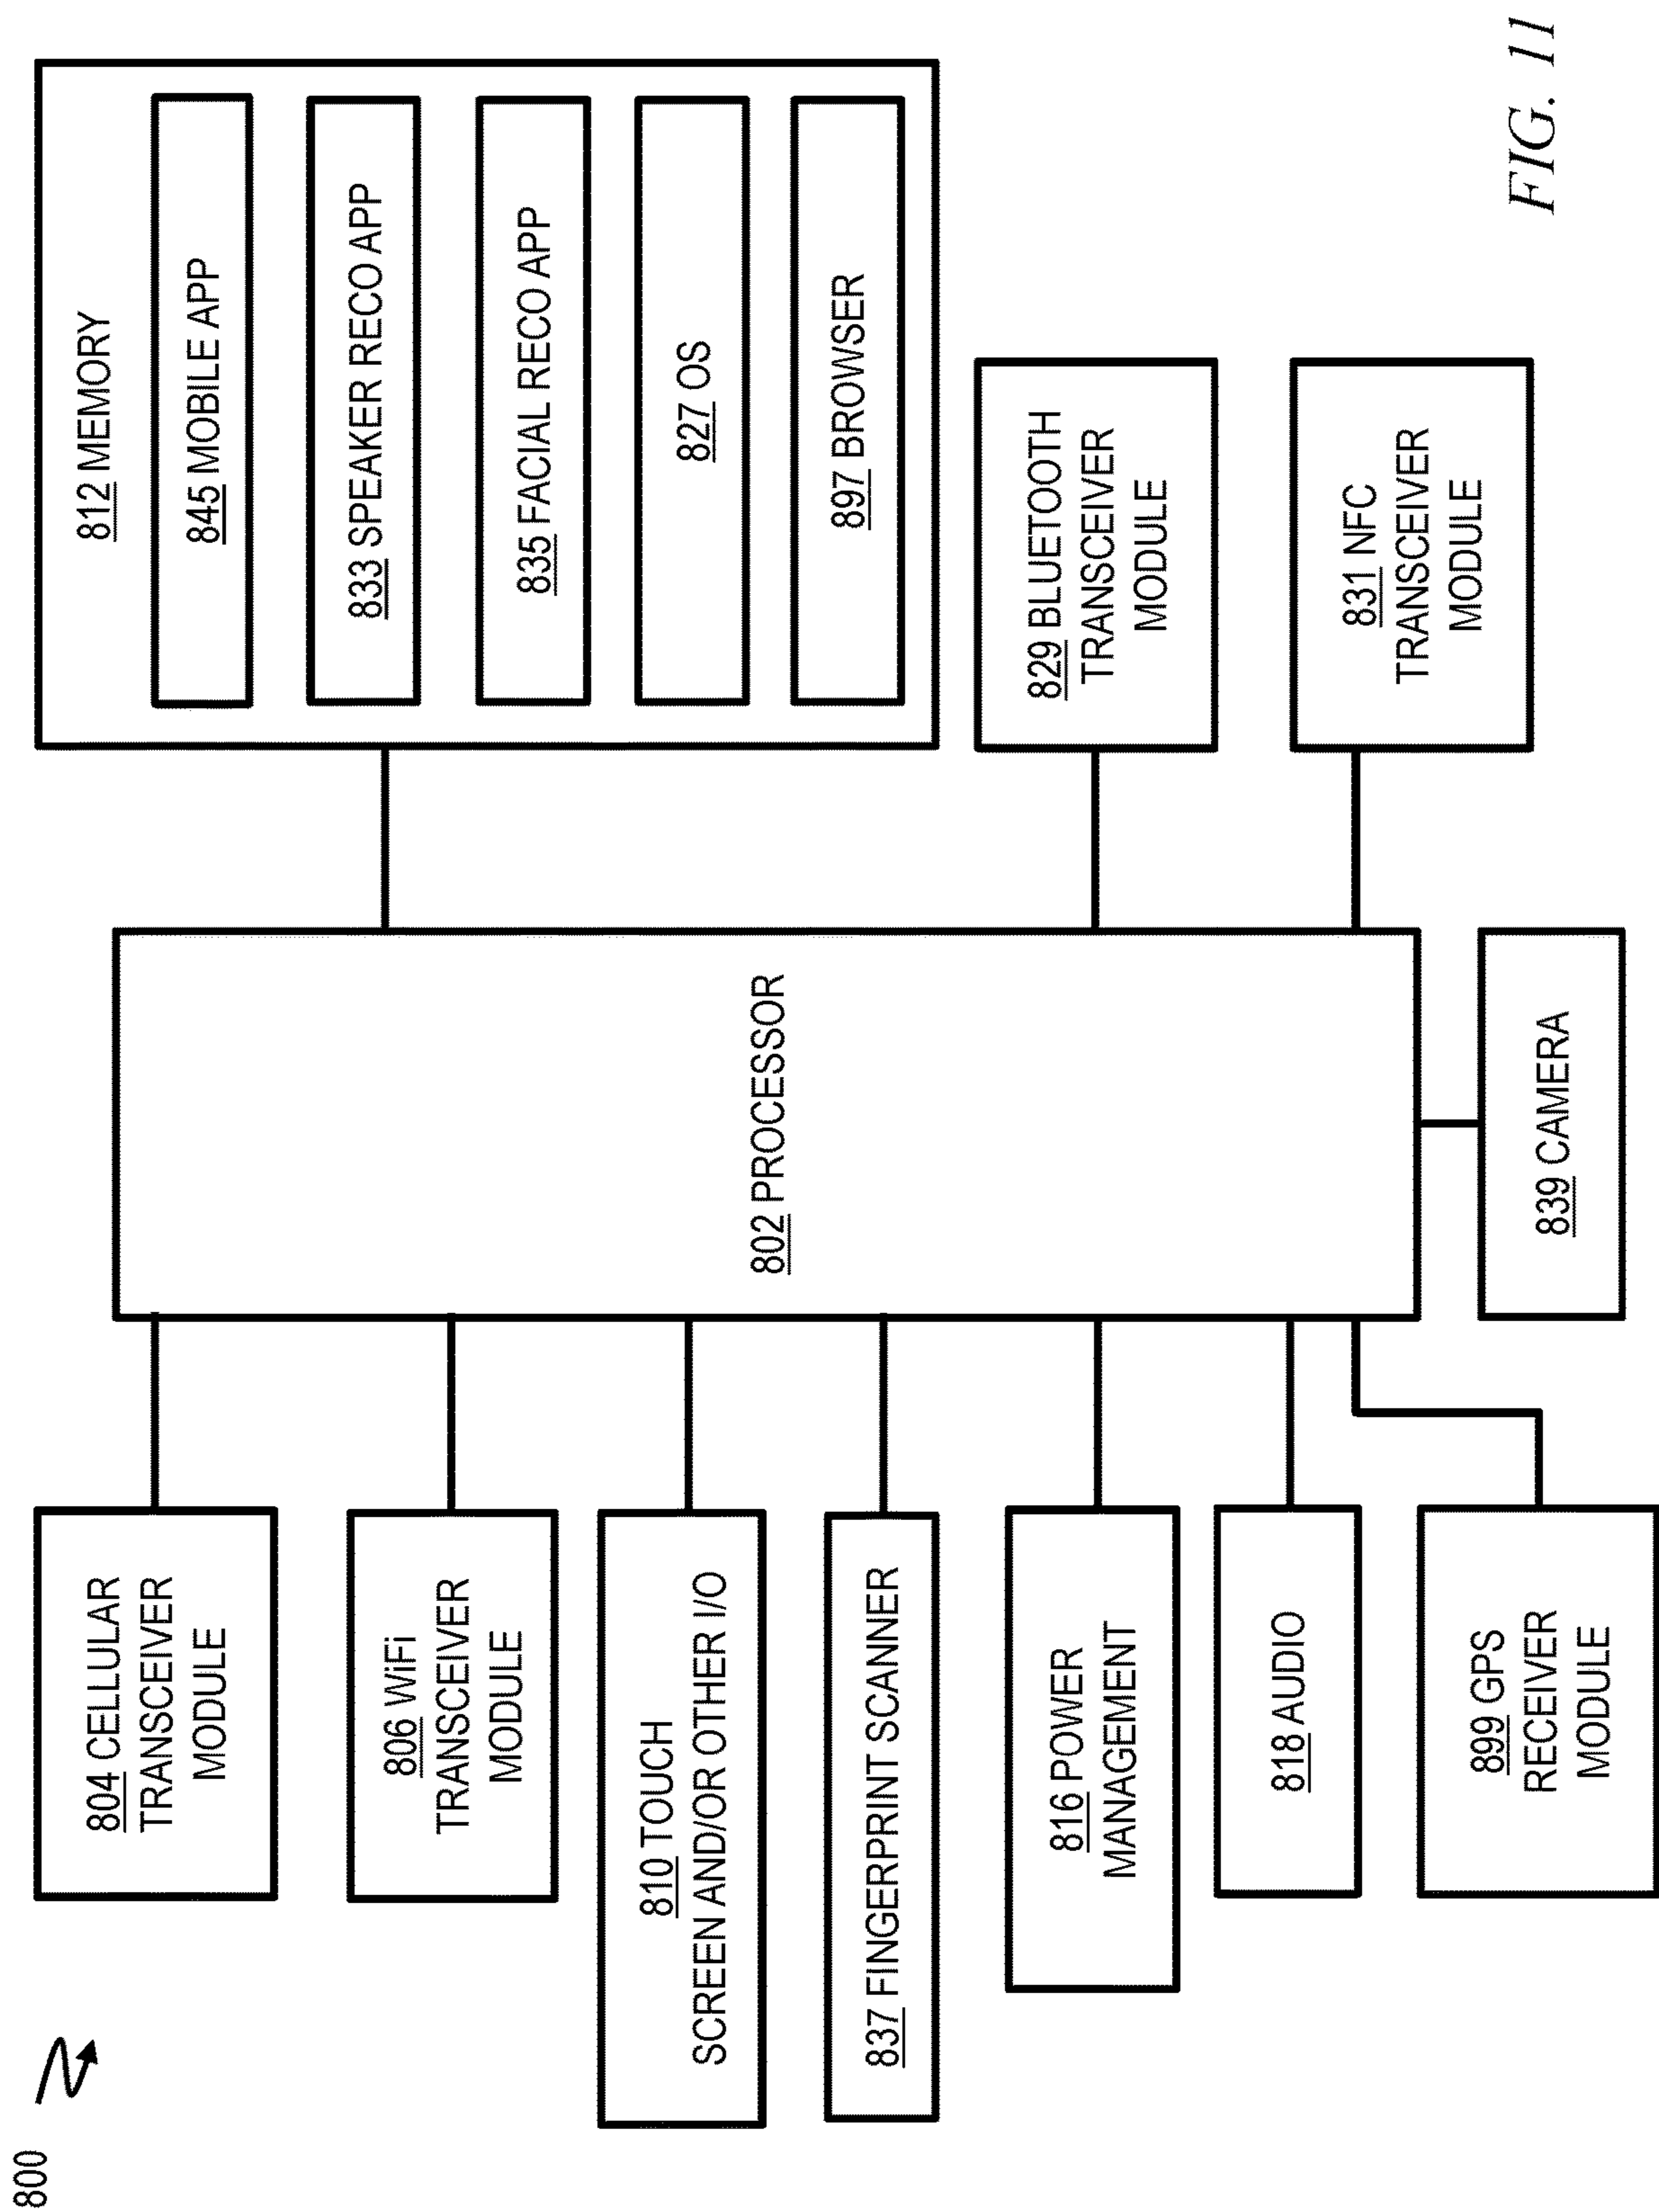 800
804 CELLULAR
TRANSCEIVER
MODULE
806 WiFi
TRANSCEIVER
MODULE
810 TOUCH
SCREEN AND/OR OTHER I/O
837 FINGERPRINT SCANNER
816 POWER
MANAGEMENT
818 AUDIO
899 GPS
RECEIVER
MODULE
802 PROCESSOR
839 CAMERA
812 MEMORY
845 MOBILE APP
833 SPEAKER RECO APP
835 FACIAL RECO APP
827 OS
897 BROWSER
829 BLUETOOTH
TRANSCEIVER
MODULE
831 NFC
TRANSCEIVER
MODULE
FIG. 11